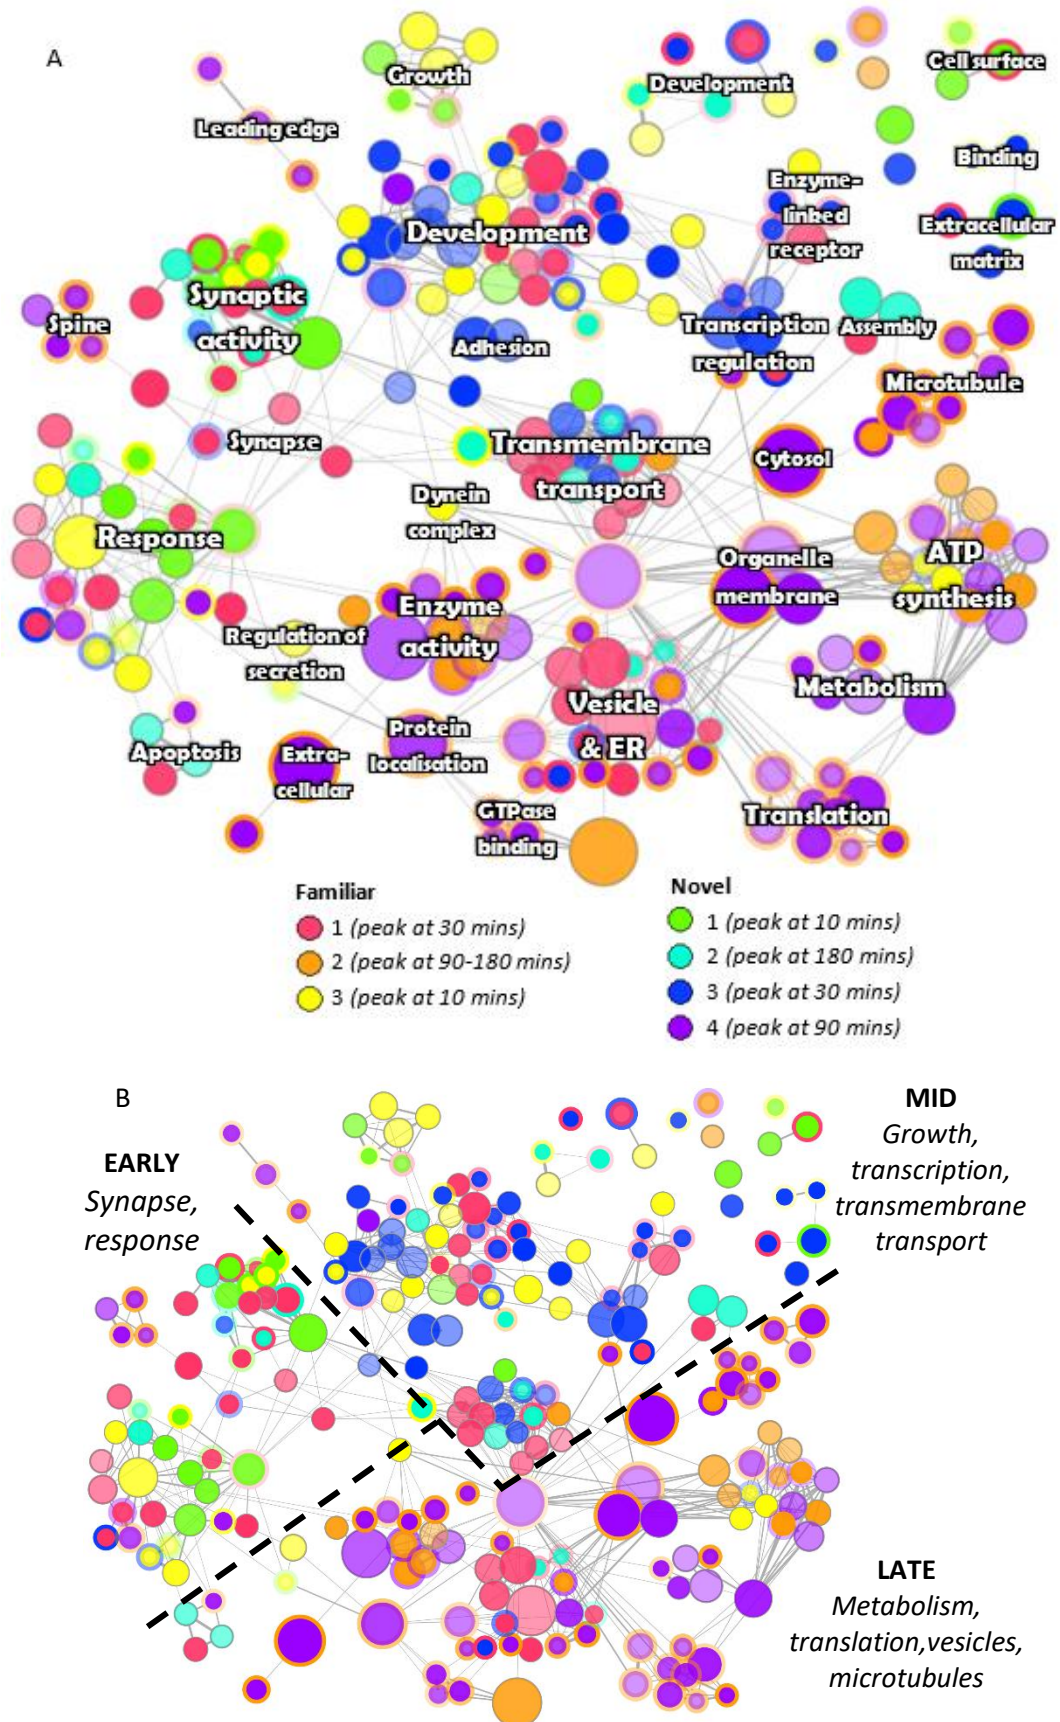 A
Growth
Development
Cell surface
Leading edge
Binding
Enzyme-
linked
receptor
Development
Extracellular
matrix
Synaptic
activity
Spine
Adhesion
Transcription
regulation
Assembly
Microtubule
Synapse
Transmembrane
transport
Cytosol
Dynein
complex
Response
Organelle
membrane
ATP
synthesis
Enzyme
activity
Regulation of
secretion
Metabolism
Vesicle
& ER
Protein
localisation
Apoptosis
Extra-
cellular
GTPase
binding
Translation
Familiar
1 (peak at 30 mins)
2 (peak at 90-180 mins)
3 (peak at 10 mins)
Novel
1 (peak at 10 mins)
2 (peak at 180 mins)
3 (peak at 30 mins)
4 (peak at 90 mins)
B
EARLY
Synapse,
response
MID
Growth,
transcription,
transmembrane
transport
LATE
Metabolism,
translation,vesicles,
microtubules